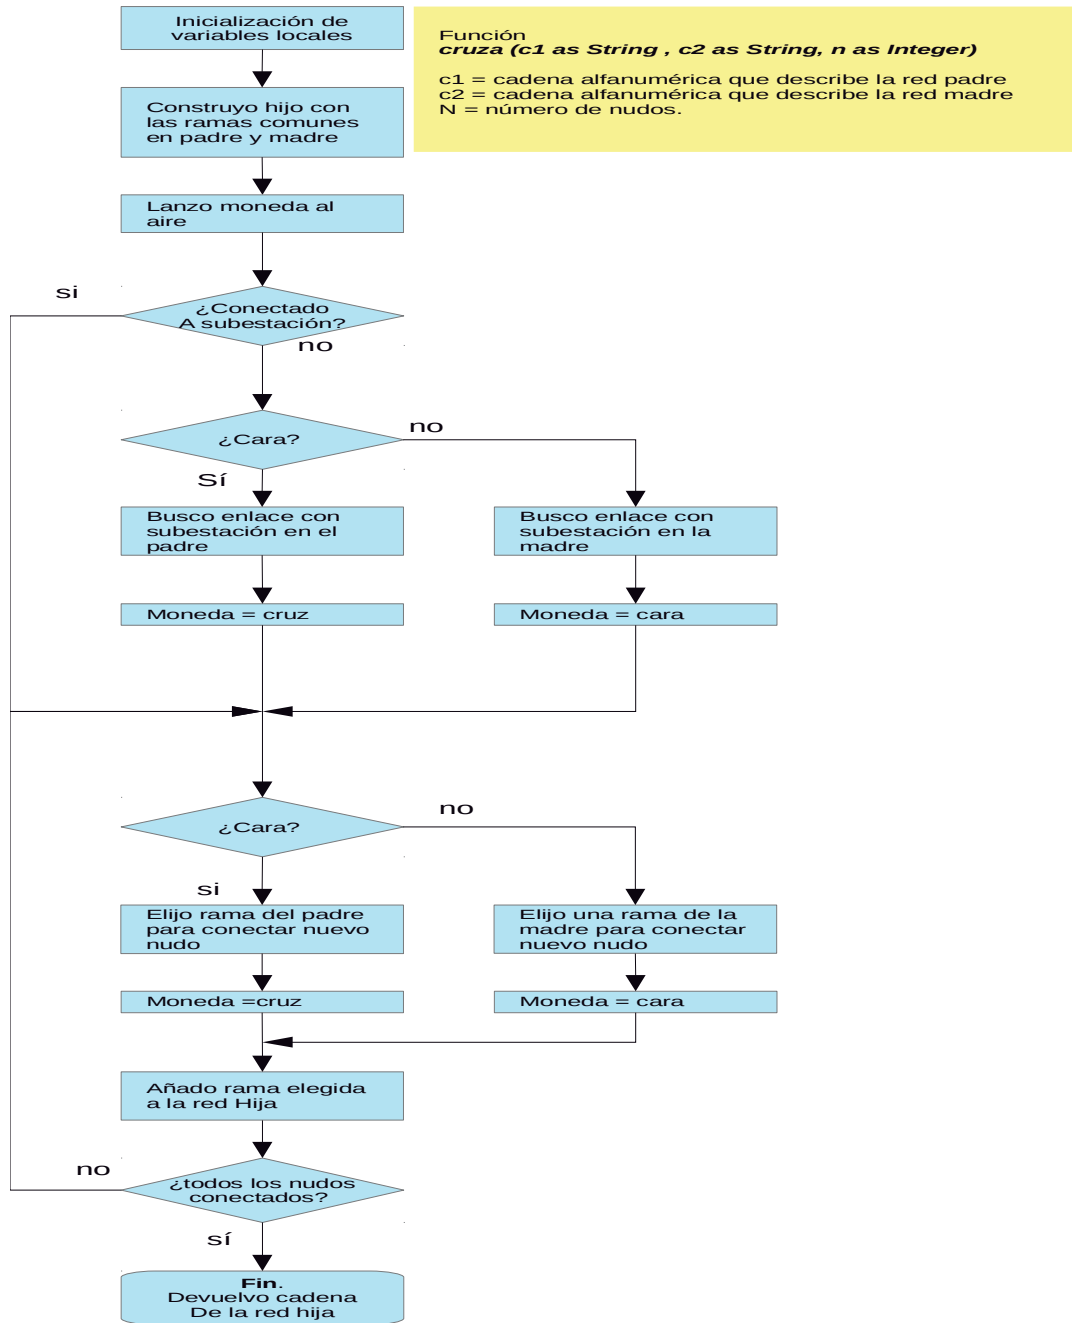 Inicialización de
variables locales
Función
cruza (c1 as String , c2 as String, n as Integer)
c1 = cadena alfanumérica que describe la red padre
c2 = cadena alfanumérica que describe la red madre
N = número de nudos.
Construyo hijo con
las ramas comunes
en padre y madre
Lanzo moneda al
aire
si
¿Conectado
A subestación?
no
¿Cara?
no
Sí
Busco enlace con
subestación en el
padre
Busco enlace con
subestación en la
madre
Moneda = cruz
Moneda = cara
¿Cara?
no
si
Elijo rama del padre
para conectar nuevo
nudo
Elijo una rama de la
madre para conectar
nuevo nudo
Moneda =cruz
Moneda = cara
Añado rama elegida
a la red Hija
no
¿todos los nudos
conectados?
sí
Fin.
Devuelvo cadena
De la red hija